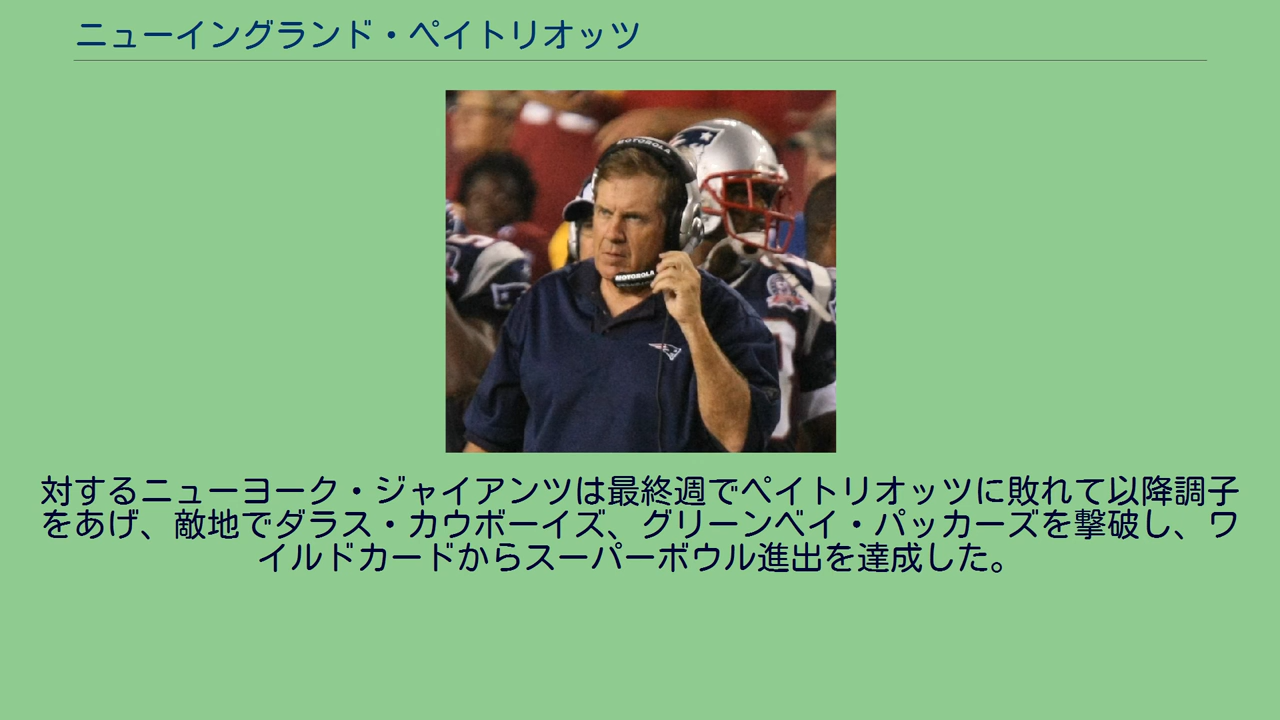 ニューイングランド・ペイトリオッツ
MOTOROLA
MOTOROLA
対するニューヨーク・ジャイアンツは最終週でペイトリオッツに敗れて以降調子
をあげ、敵地でダラス・カウボーイズ、グリーンベイ・パッカーズを撃破し、ワ
イルドカードからスーパーボウル進出を達成した。